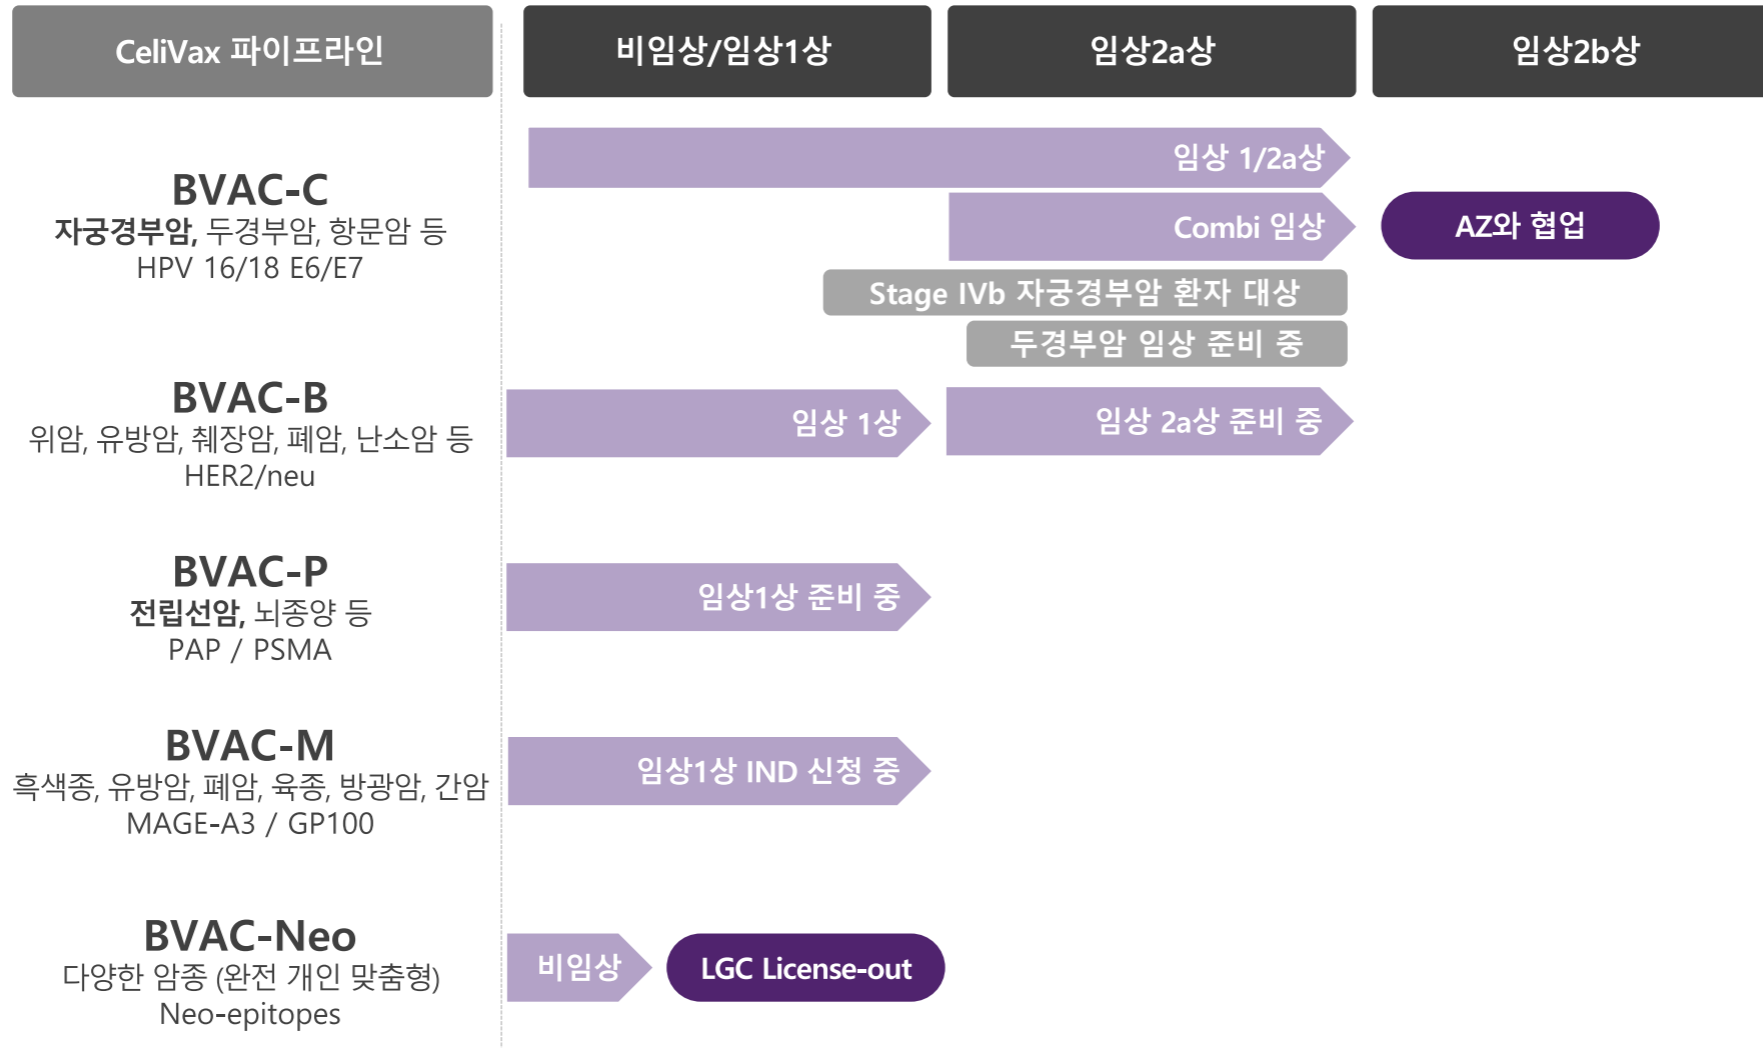 CeliVax 파이프라인
비임상/임상1상
임상2a상
임상2b상
BVAC-C
자궁경부암, 두경부암, 항문암 등
HPV 16/18 E6/E7
임상 1/2a상
Combi 임상
AZ와 협업
Stage IVb 자궁경부암 환자 대상
두경부암 임상 준비 중
BVAC-B
위암, 유방암, 췌장암, 폐암, 난소암 등
HER2/neu
임상 1상
임상 2a상 준비 중
BVAC-P
전립선암, 뇌종양 등
PAP / PSMA
임상1상 준비 중
BVAC-M
흑색종, 유방암, 폐암, 육종, 방광암, 간암
MAGE-A3 / GP100
임상1상 IND 신청 중
BVAC-Neo
다양한 암종 (완전 개인 맞춤형)
Neo-epitopes
비임상
LGC License-out